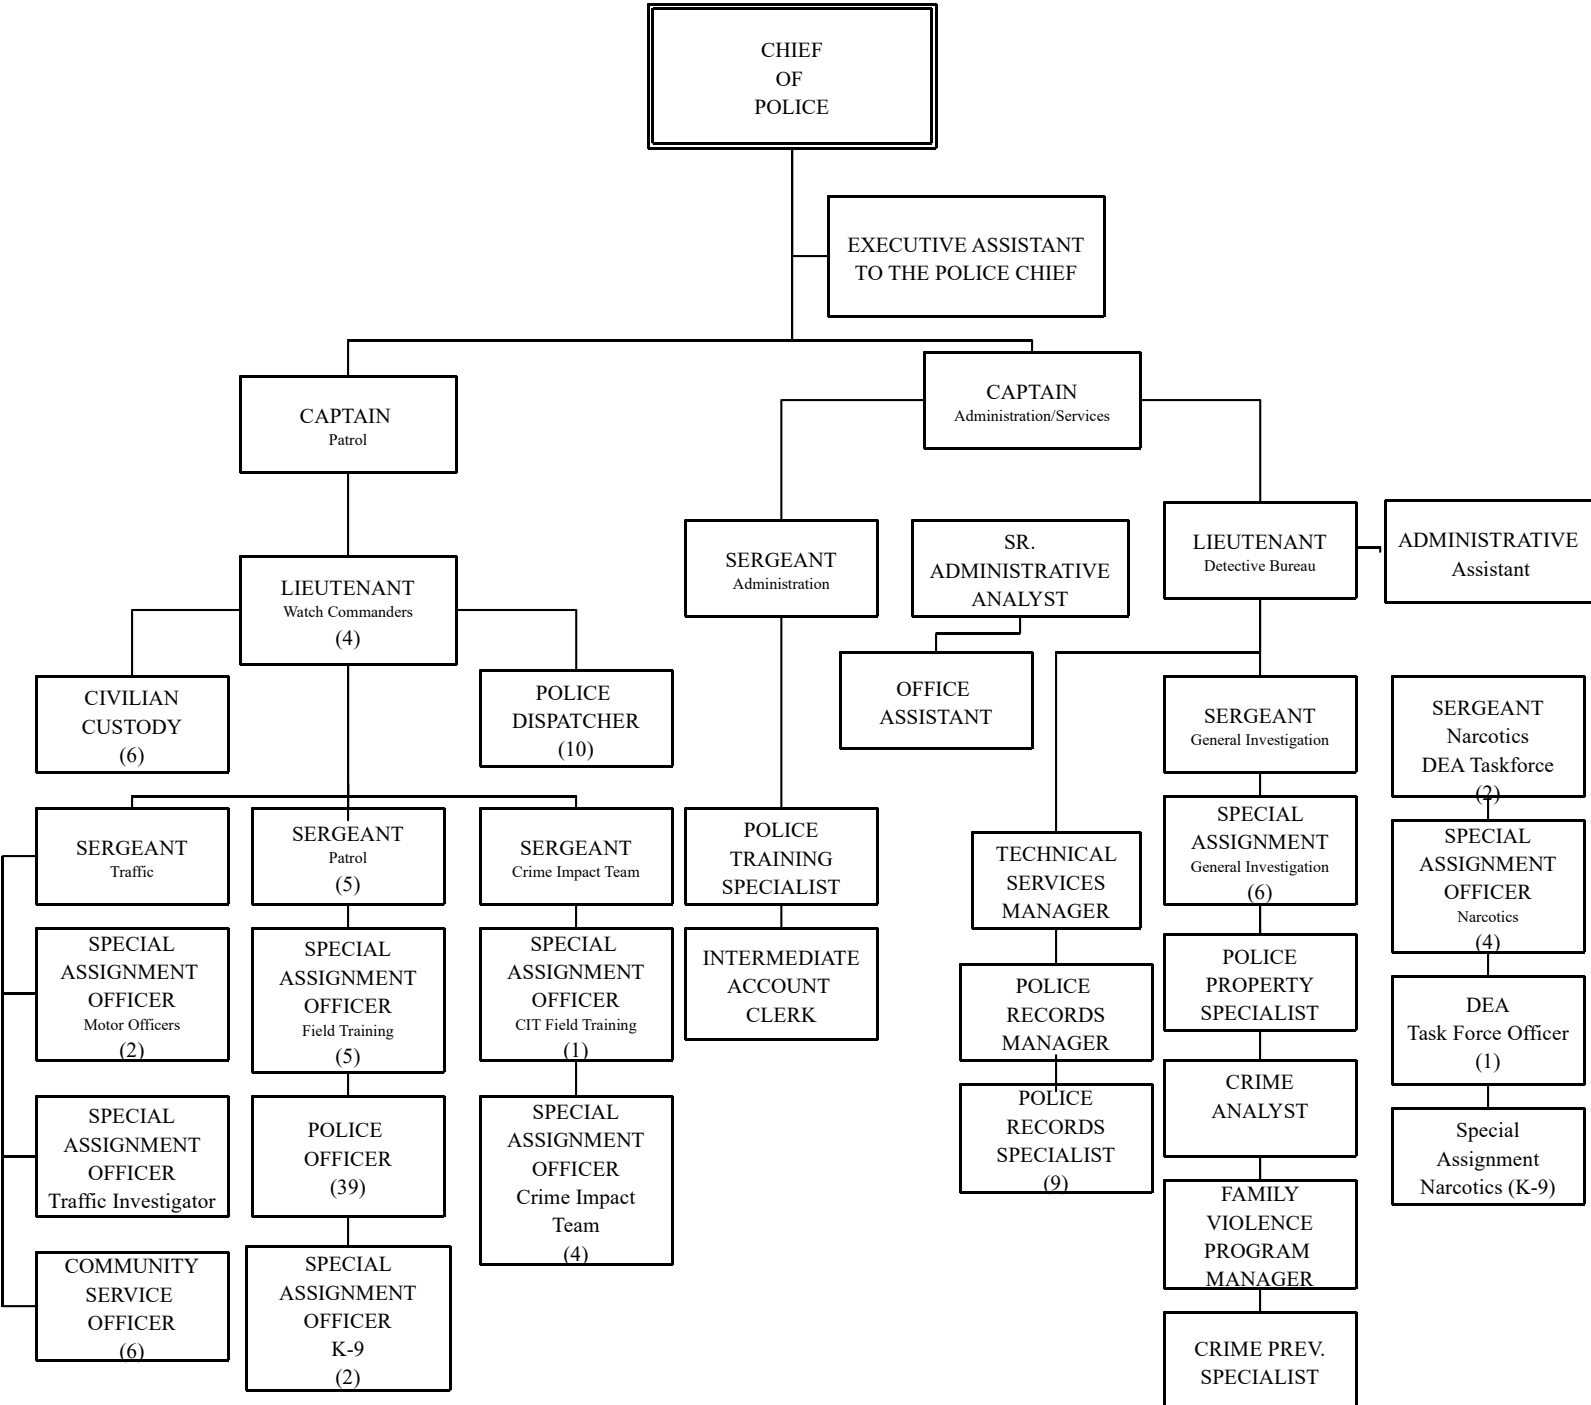 CHIEF
OF
POLICE
EXECUTIVE ASSISTANT
TO THE POLICE CHIEF
CAPTAIN
Patrol
CAPTAIN
Administration/Services
LIEUTENANT
Watch Commanders
(4)
SERGEANT
Administration
SR.
ADMINISTRATIVE
ANALYST
LIEUTENANT
Detective Bureau
ADMINISTRATIVE
Assistant
CIVILIAN
CUSTODY
(6)
POLICE
DISPATCHER
(10)
OFFICE
ASSISTANT
SERGEANT
General Investigation
SERGEANT
Narcotics
DEA Taskforce
(2)
SERGEANT
Traffic
SERGEANT
Patrol
(5)
SERGEANT
Crime Impact Team
POLICE
TRAINING
SPECIALIST
TECHNICAL
SERVICES
MANAGER
SPECIAL
ASSIGNMENT
General Investigation
(6)
SPECIAL
ASSIGNMENT
OFFICER
Narcotics
(4)
SPECIAL
ASSIGNMENT
OFFICER
Motor Officers
(2)
SPECIAL
ASSIGNMENT
OFFICER
Field Training
(5)
SPECIAL
ASSIGNMENT
OFFICER
CIT Field Training
(1)
INTERMEDIATE
ACCOUNT
CLERK
POLICE
RECORDS
MANAGER
POLICE
PROPERTY
SPECIALIST
DEA
Task Force Officer
(1)
SPECIAL
ASSIGNMENT
OFFICER
Traffic Investigator
POLICE
OFFICER
(39)
SPECIAL
ASSIGNMENT
OFFICER
Crime Impact
Team
(4)
POLICE
RECORDS
SPECIALIST
(9)
CRIME
ANALYST
Special
Assignment
Narcotics (K-9)
COMMUNITY
SERVICE
OFFICER
(6)
SPECIAL
ASSIGNMENT
OFFICER
K-9
(2)
FAMILY
VIOLENCE
PROGRAM
MANAGER
CRIME PREV.
SPECIALIST